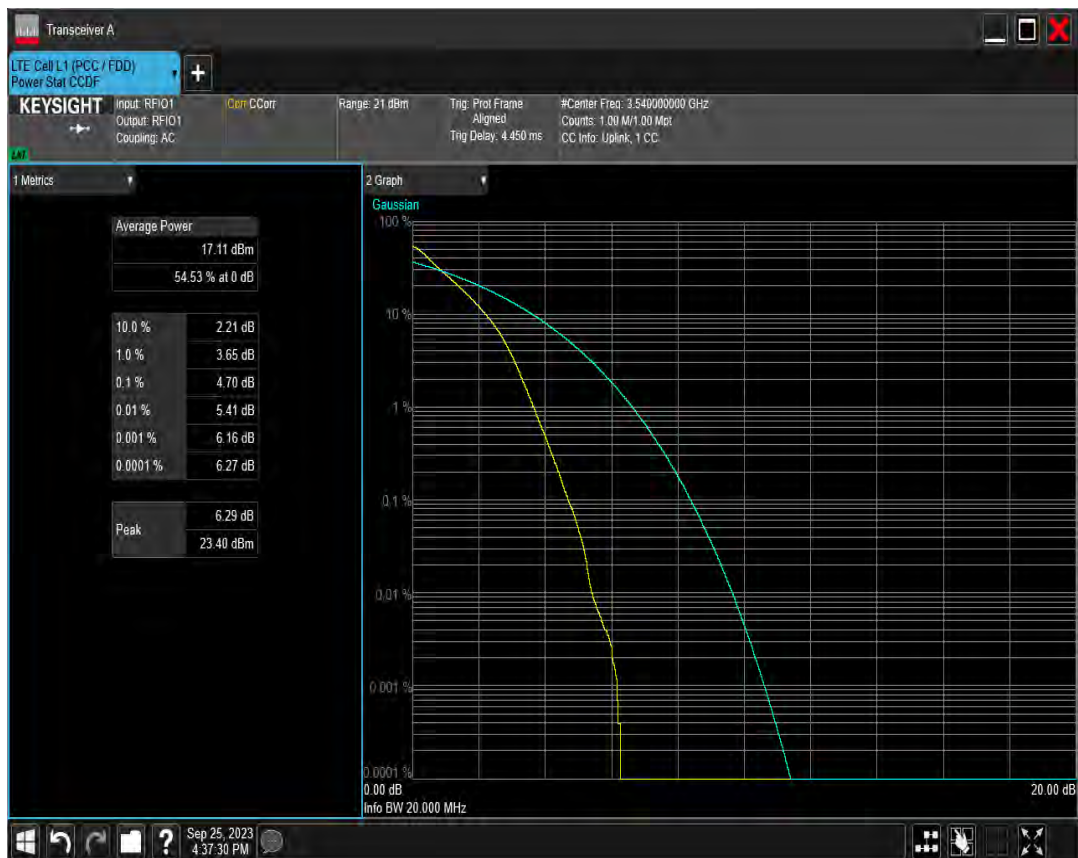 Transceiver A
LTE Cell L1 (PCC / FDD)
Power Stat CCDF
+
KEYSIGHT
Input: RFIO1
Output: RFIO1
Coupling: AC
Corr CCorr
Range: 21 dBm
Trig: Prot Frame
Aligned
Trig Delay: 4.450 ms
#Center Freq: 3.540000000 GHz
Counts: 1.00 M/1.00 Mpt
CC Info: Uplink, 1 CC
1 Metrics
Average Power
17.11 dBm
54.53 % at 0 dB
10.0 % 2.21 dB
1.0 % 3.65 dB
0.1 % 4.70 dB
0.01 % 5.41 dB
0.001 % 6.16 dB
0.0001 % 6.27 dB
Peak
6.29 dB
23.40 dBm
2 Graph
Gaussian
100 %
10 %
1 %
0.1 %
0.01 %
0.001 %
0.0001 %
0.00 dB 20.00 dB
Info BW 20.000 MHz
?
Sep 25, 2023
4:37:30 PM